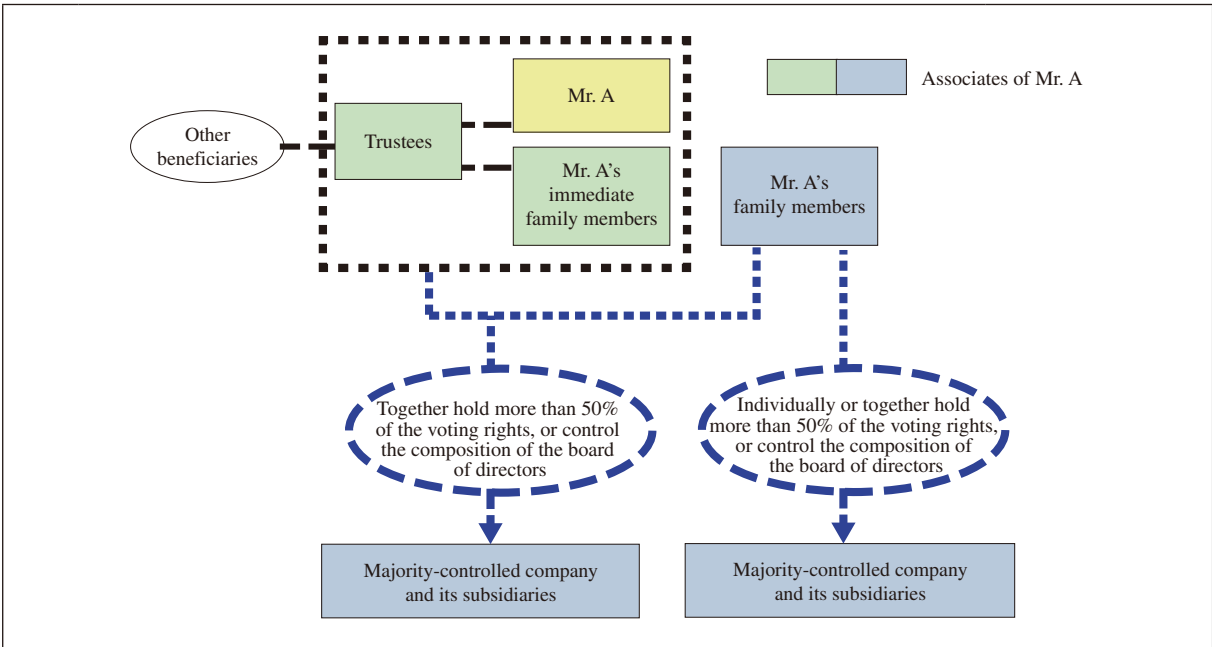 Mr. A
Associates of Mr. A
Other
beneficiaries
Trustees
Mr. A's
immediate
family members
Mr. A's
family members
Together hold more than 50%
of the voting rights, or control
the composition of the board
of directors
Individually or together hold
more than 50% of the voting rights,
or control the composition of
the board of directors
Majority-controlled company
and its subsidiaries
Majority-controlled company
and its subsidiaries